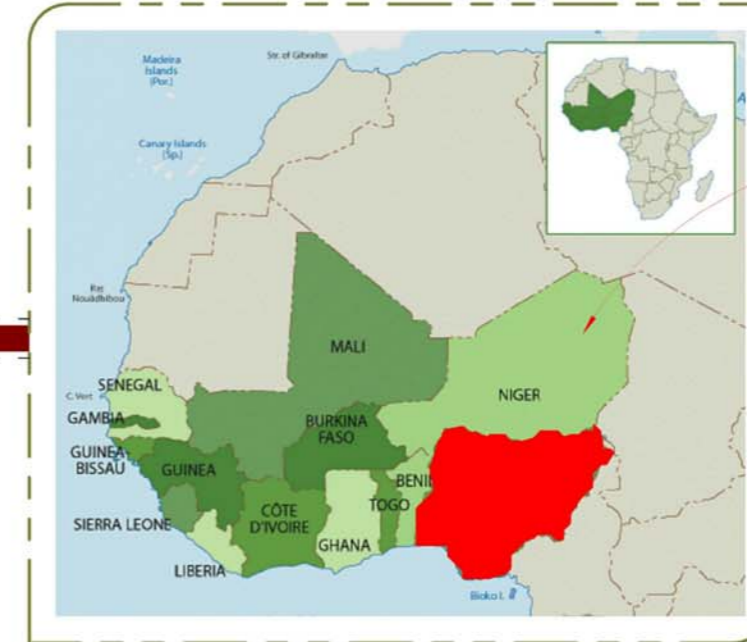 Madeira
Islands
(Por.)
Str. of Gibraltar
Canary Islands
(Sp.)
Nouâdhibou
MALI
NIGER
C. Vert
SENEGAL
GAMBIA
BURKINA
FASO
GUINEA
BISSAU
GUINEA
BENI
TOGO
CÔTE
D'IVOIRE
SIERRA LEONE
GHANA
LIBERIA
Bioko I.
A